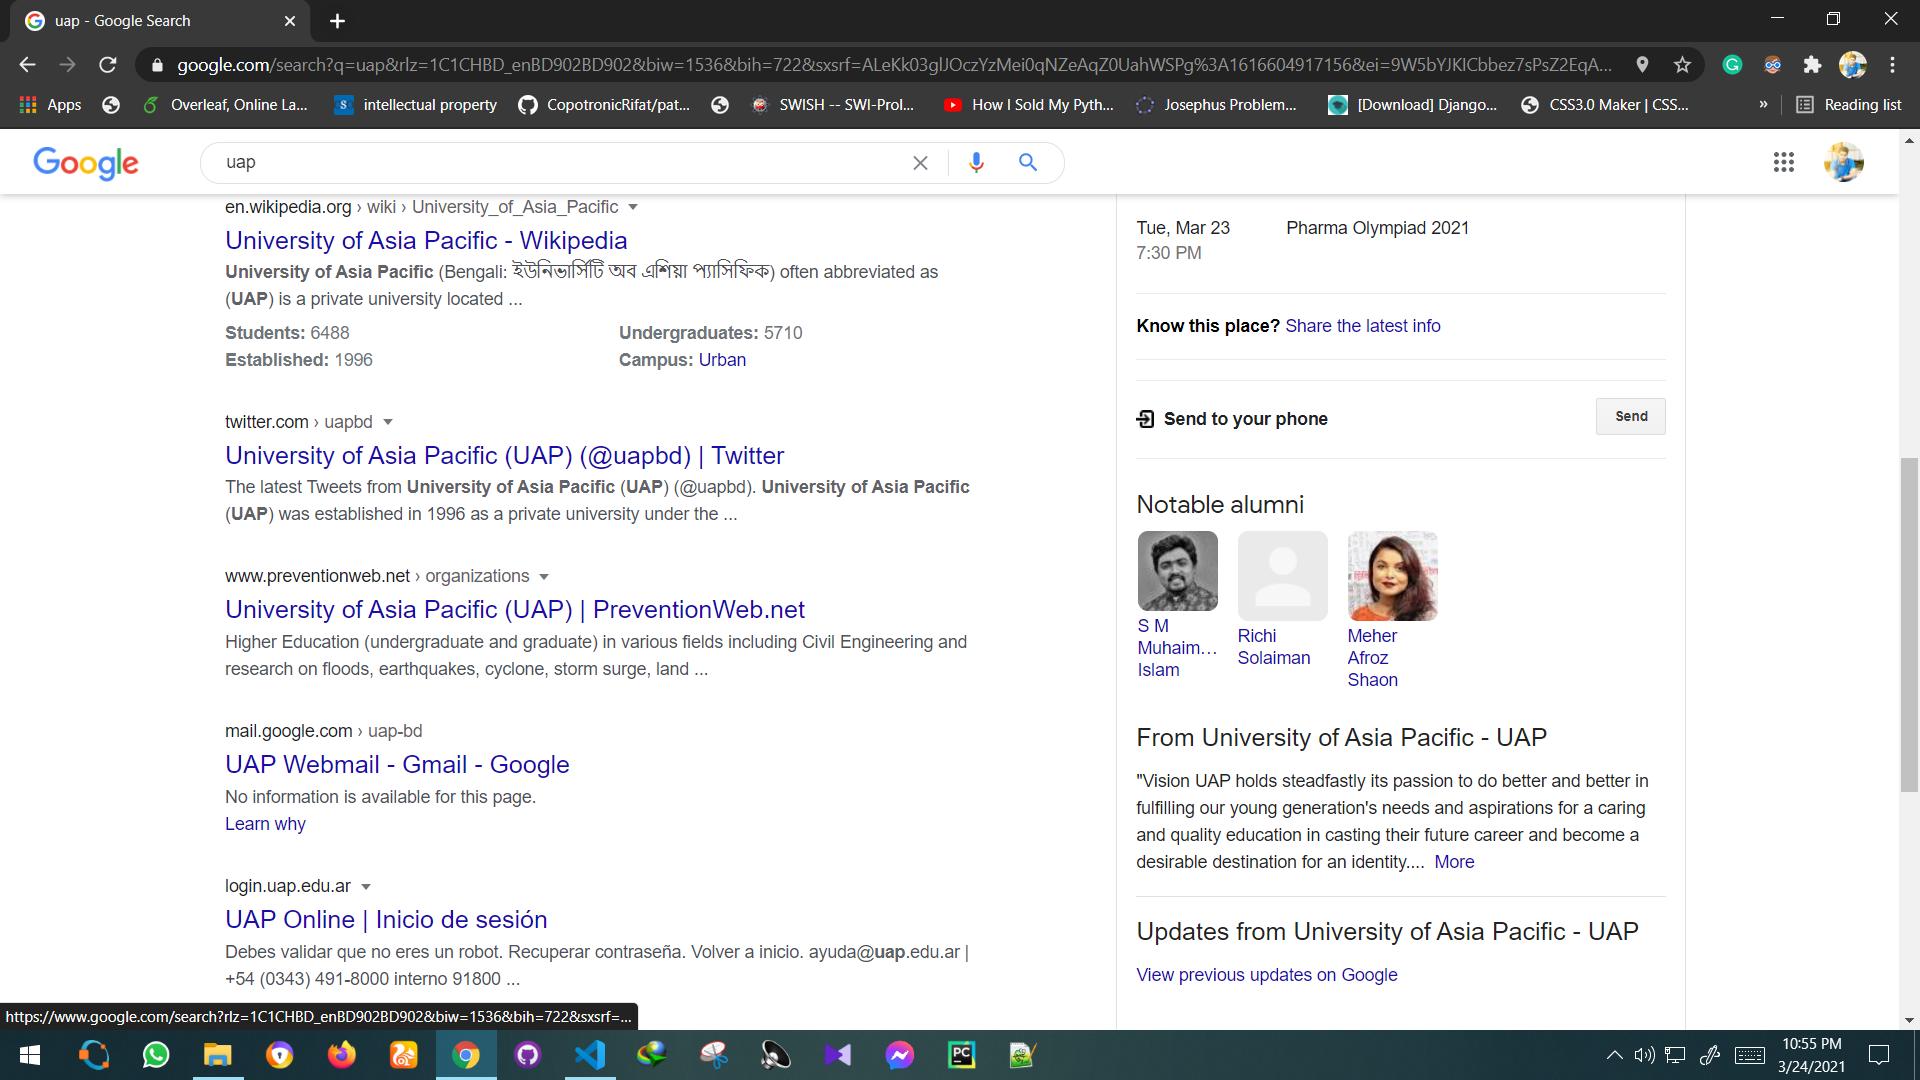 uap - Google Search
google.com/search?q=uap&rlz=1C1CHBD_enBD902BD902&biw=1536&bih=722&sxsrf=ALeKk03glJOczYzMei0qNZeAqZ0UahWSPg%3A1616604917156&ei=9W5bYJKICbbez7sPsZ2EqA...
Apps
Overleaf, Online La...
intellectual property
CopotronicRifat/pat...
SWISH -- SWI-Prol...
How I Sold My Pyth...
Josephus Problem...
[Download] Django...
CSS3.0 Maker | CSS...
»
Reading list
Google
uap
en.wikipedia.org › wiki › University_of_Asia_Pacific
University of Asia Pacific - Wikipedia
University of Asia Pacific (Bengali: ইউনিভার্সিটি অব এশিয়া প্যাসিফিক) often abbreviated as
(UAP) is a private university located ...
Students: 6488 Undergraduates: 5710
Established: 1996 Campus: Urban
twitter.com › uapbd
University of Asia Pacific (UAP) (@uapbd) | Twitter
The latest Tweets from University of Asia Pacific (UAP) (@uapbd). University of Asia Pacific
(UAP) was established in 1996 as a private university under the ...
www.preventionweb.net › organizations
University of Asia Pacific (UAP) | PreventionWeb.net
Higher Education (undergraduate and graduate) in various fields including Civil Engineering and
research on floods, earthquakes, cyclone, storm surge, land ...
mail.google.com › uap-bd
UAP Webmail - Gmail - Google
No information is available for this page.
Learn why
login.uap.edu.ar
UAP Online | Inicio de sesión
Debes validar que no eres un robot. Recuperar contraseña. Volver a inicio. ayuda@uap.edu.ar |
+54 (0343) 491-8000 interno 91800 ...
Tue, Mar 23 Pharma Olympiad 2021
7:30 PM
Know this place? Share the latest info
Send to your phone
Send
Notable alumni
S M
Muhaim...
Islam
Richi
Solaiman
Meher
Afroz
Shaon
From University of Asia Pacific - UAP
"Vision UAP holds steadfastly its passion to do better and better in
fulfilling our young generation's needs and aspirations for a caring
and quality education in casting their future career and become a
desirable destination for an identity.... More
Updates from University of Asia Pacific - UAP
View previous updates on Google
https://www.google.com/search?rlz=1C1CHBD_enBD902BD902&biw=1536&bih=722&sxsrf=...
PC
10:55 PM
3/24/2021